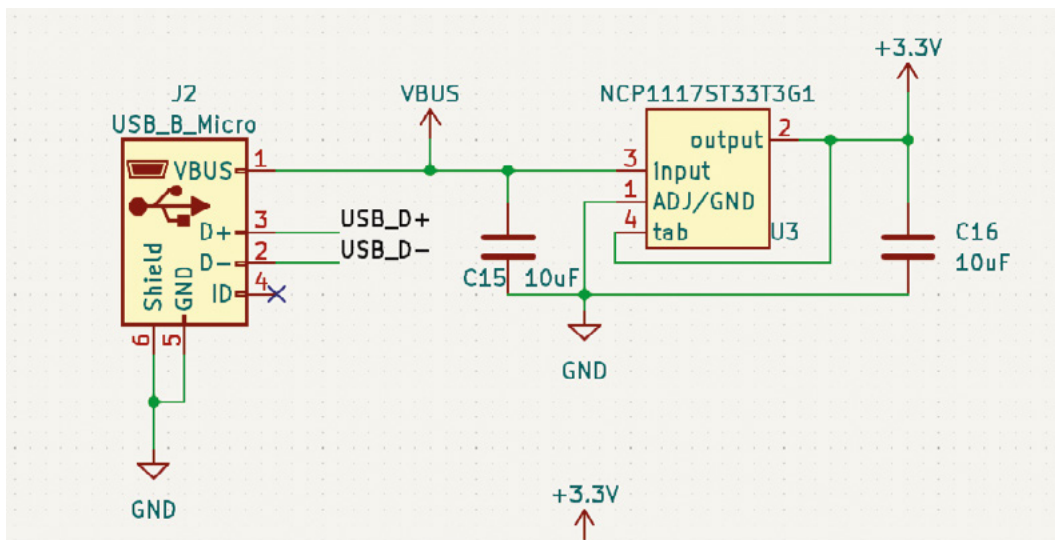 +3.3V
J2
USB_B_Micro
VBUS
NCP1117ST33T3G1
VBUS 1
output 2
3 Input
1 ADJ/GND
4 tab
U3
D+ 3
USB_D+
D- 2
USB_D-
ID 4
Shield
GND
6
5
C15 10uF
C16
10uF
GND
GND
+3.3V